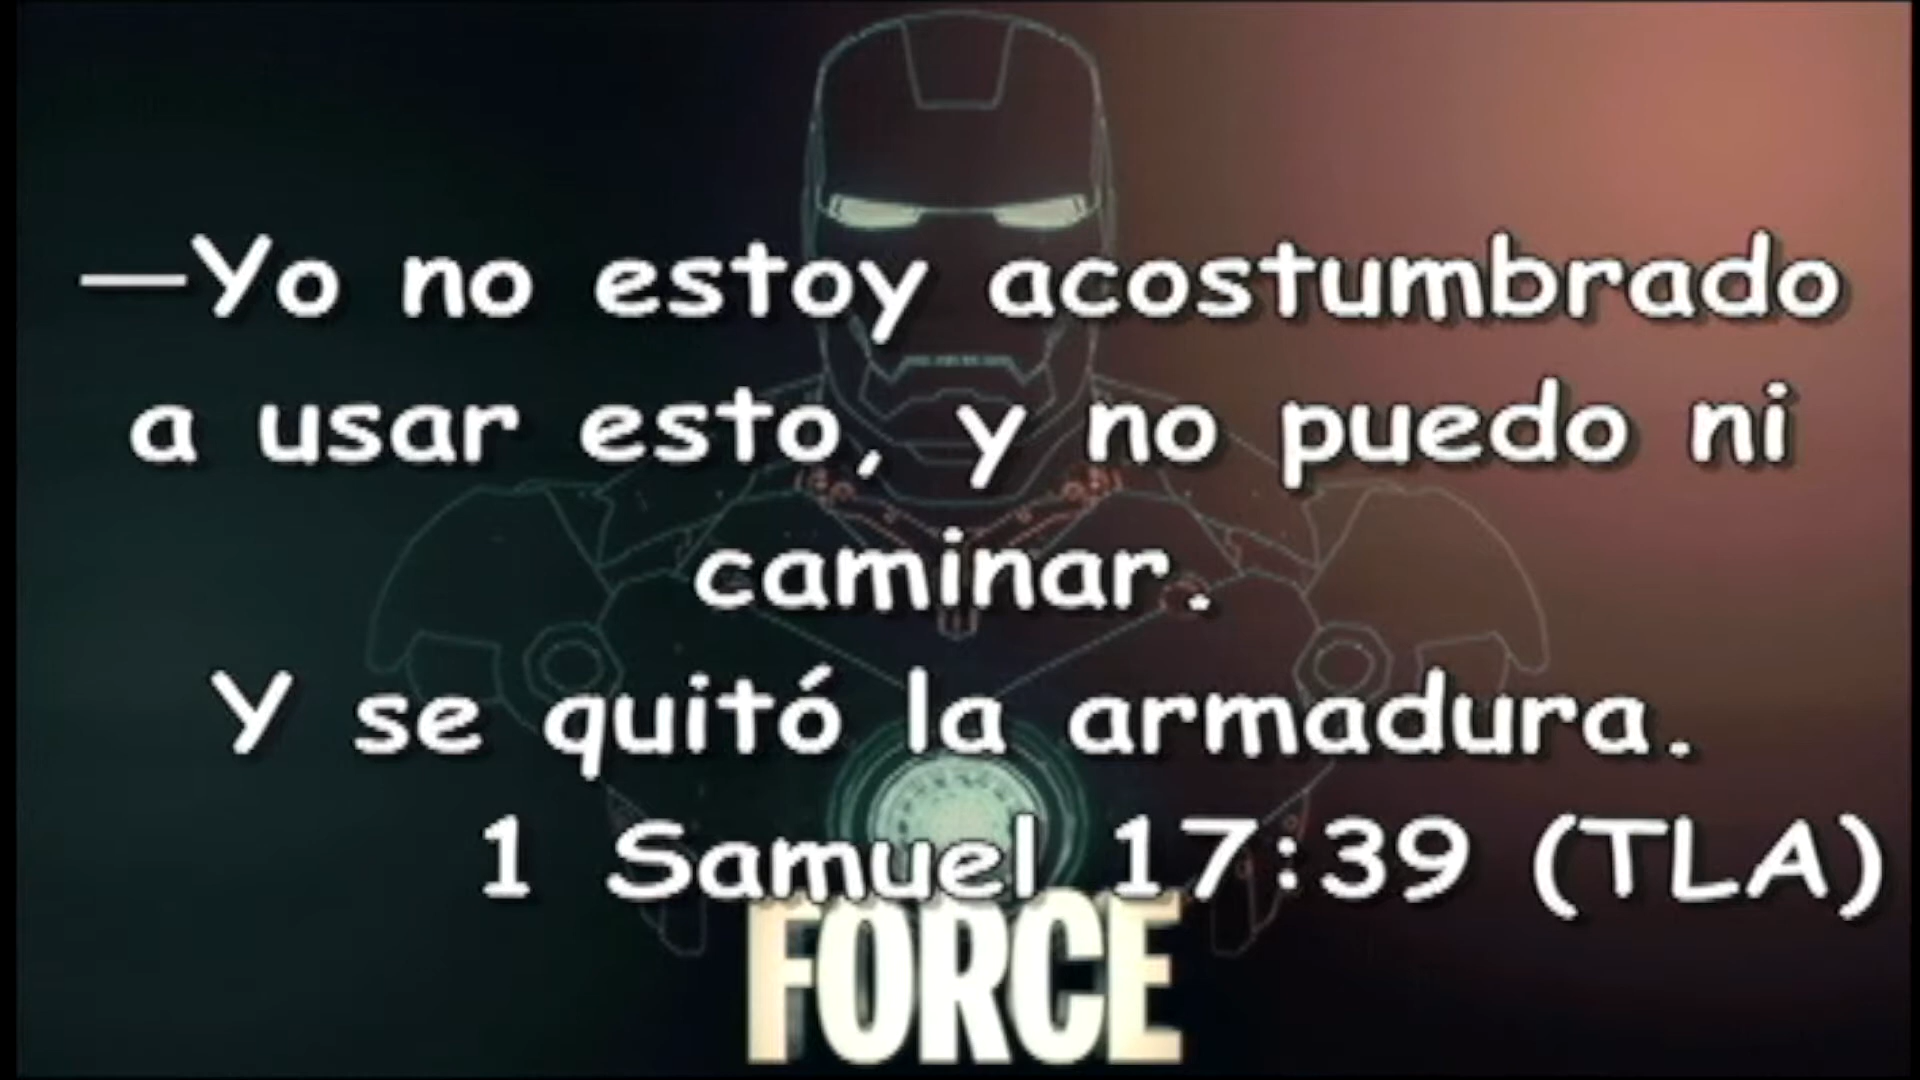 —Yo no estoy acostumbrado
a usar esto, y no puedo ni
caminar.
Y se quitó la armadura.
1 Samuel 17:39 (TLA)
FORCE